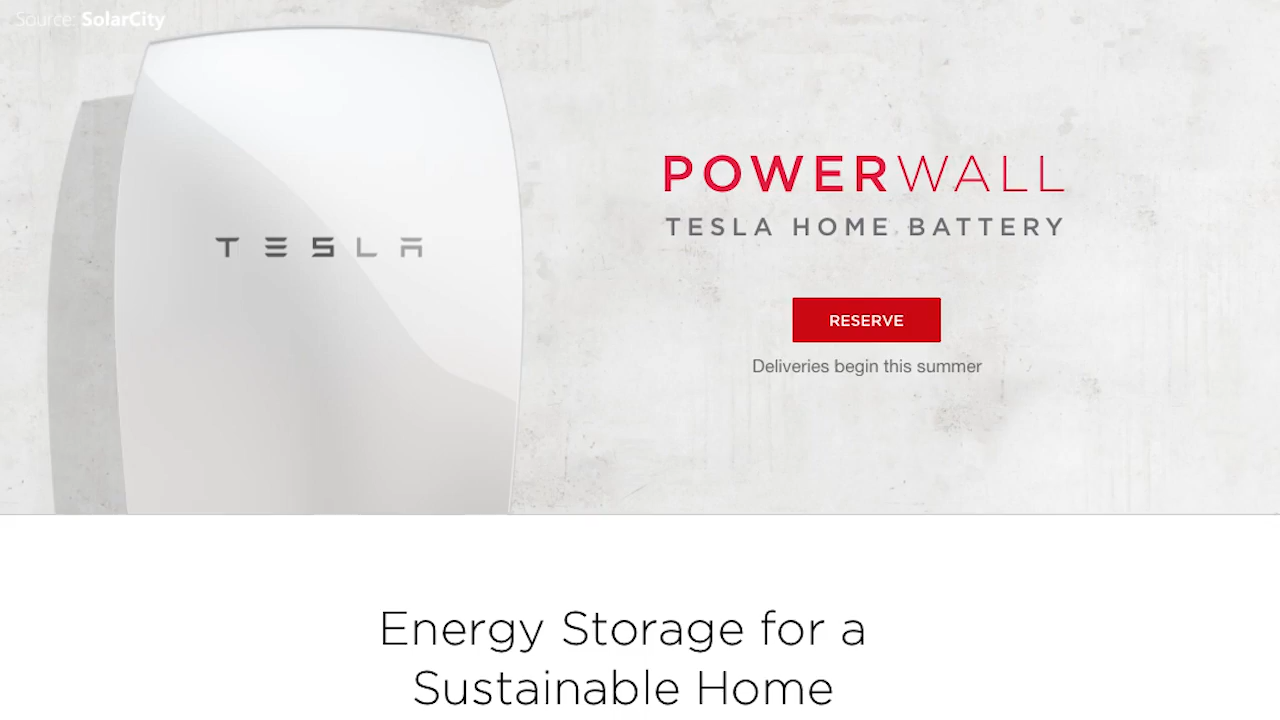 Source: SolarCity
TESLA
POWERWALL
TESLA HOME BATTERY
RESERVE
Deliveries begin this summer
Energy Storage for a
Sustainable Home